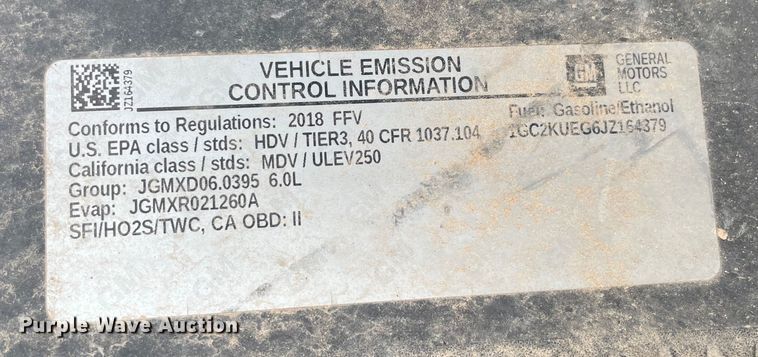 JZ164379
VEHICLE EMISSION
CONTROL INFORMATION
GM
GENERAL
MOTORS
LLC
Conforms to Regulations: 2018 FFV
Fuel: Gasoline/Ethanol
U.S. EPA class / stds: HDV / TIER3, 40 CFR 1037.104
1GC2KUEG6JZ164379
California class / stds: MDV / ULEV250
Group: JGMXD06.0395 6.0L
Evap: JGMXR021260A
SFI/HO2S/TWC, CA OBD: II
Purple Wave Auction